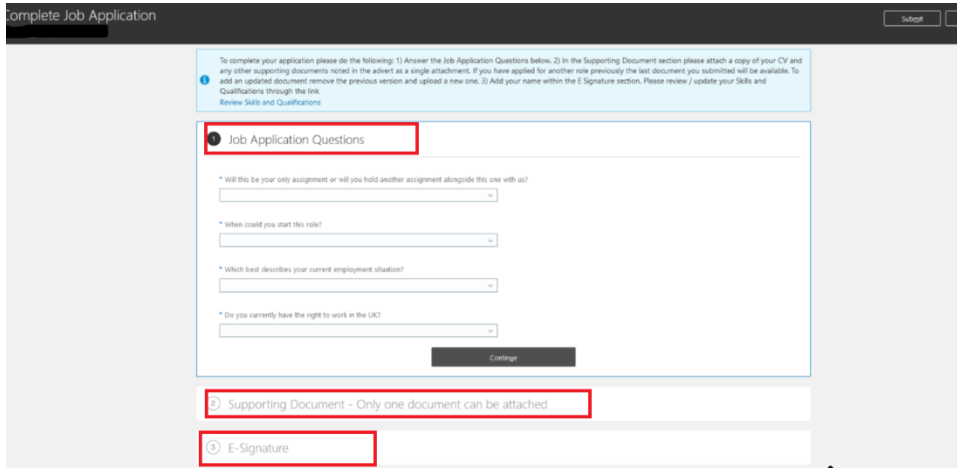 Complete Job Application
Submit
To complete your application please do the following: 1) Answer the Job Application Questions below. 2) In the Supporting Document section please attach a copy of your CV and
any other supporting documents noted in the advert as a single attachment. If you have applied for another role previously the last document you submitted will be available. To
add an updated document remove the previous version and upload a new one. 3) Add your name within the E Signature section. Please review / update your Skills and
Qualifications through the link
Review Skills and Qualifications
1 Job Application Questions
* Will this be your only assignment or will you hold another assignment alongside this one with us?
* When could you start this role?
* Which best describes your current employment situation?
* Do you currently have the right to work in the UK?
Continue
2 Supporting Document - Only one document can be attached
3 E-Signature